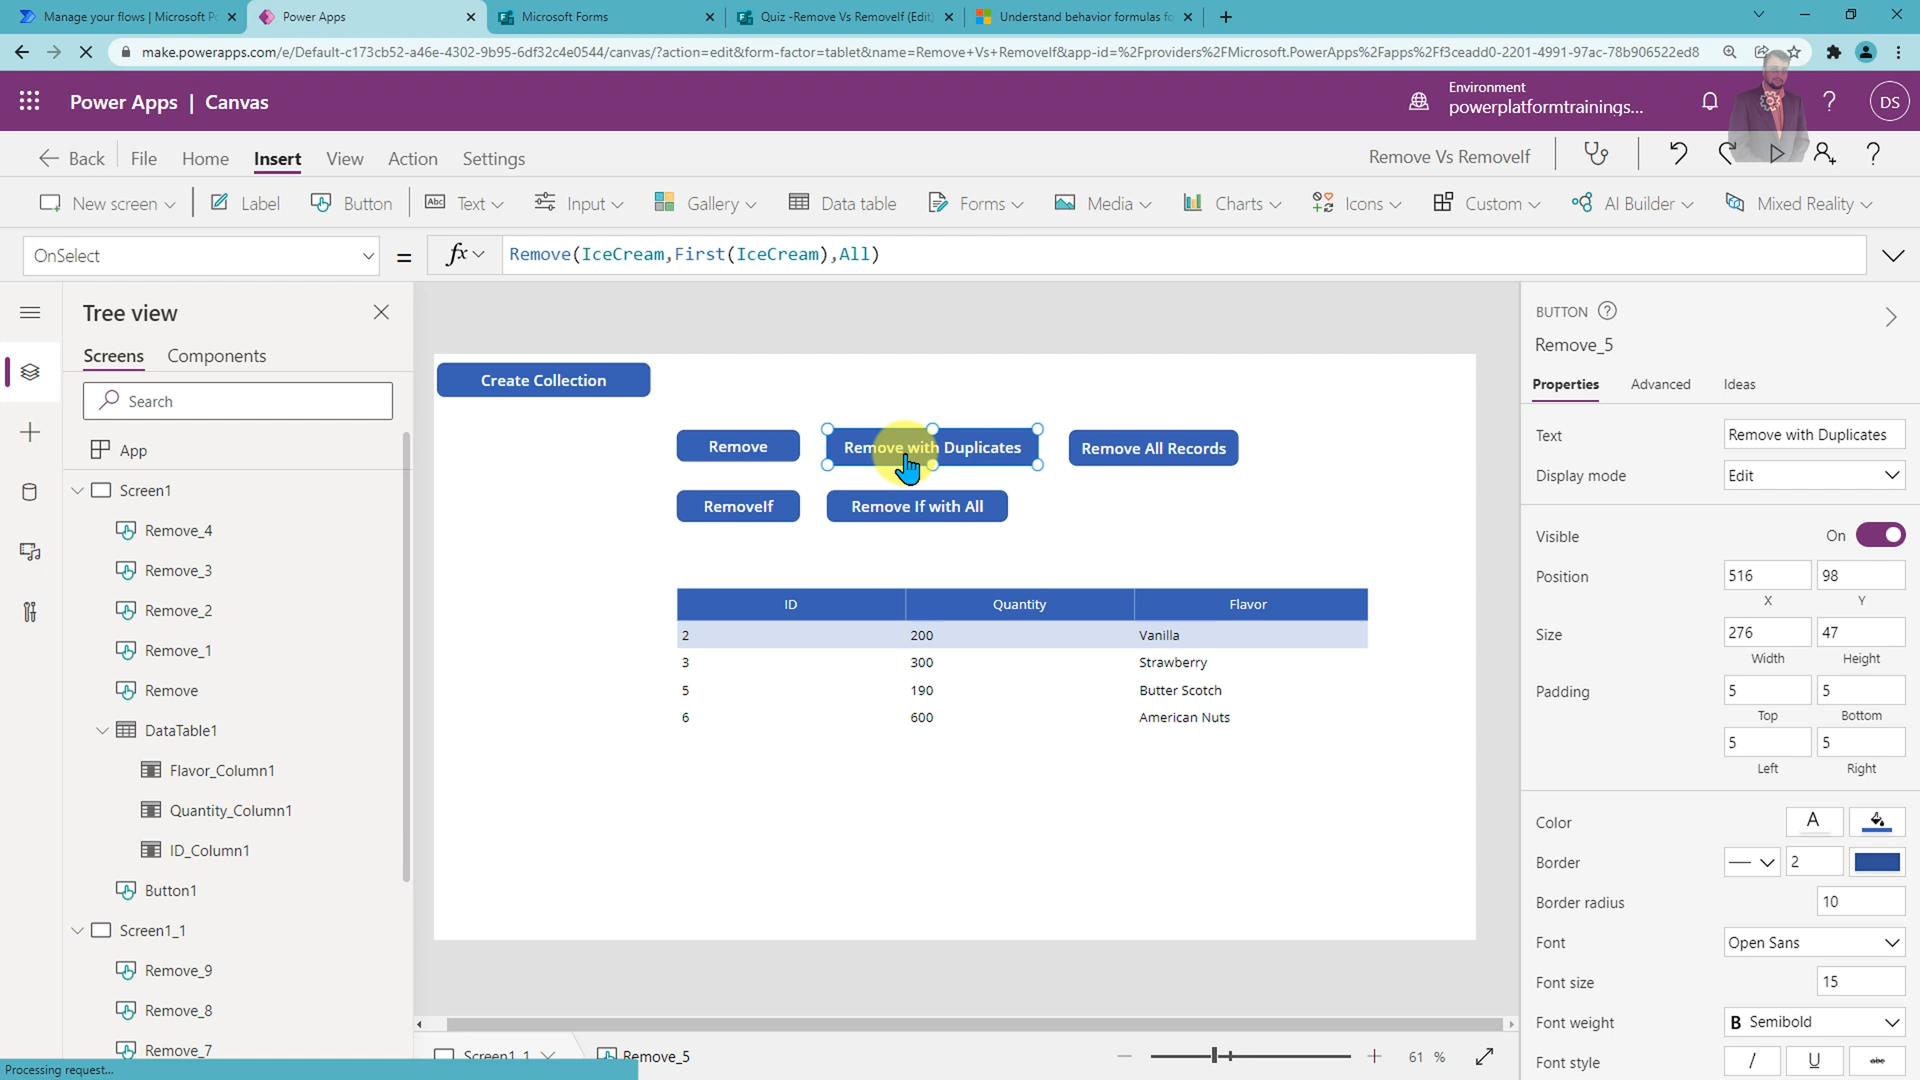 Manage your flows | Microsoft Po
Power Apps
Microsoft Forms
Quiz -Remove Vs RemoveIf (Edit)
Understand behavior formulas fo
make.powerapps.com/e/Default-c173cb52-a46e-4302-9b95-6df32c4e0544/canvas/?action=edit&form-factor=tablet&name=Remove+Vs+RemoveIf&app-id=%2Fproviders%2FMicrosoft.PowerApps%2Fapps%2Ff3ceadd0-2201-4991-97ac-78b906522ed8
Power Apps | Canvas
Environment
powerplatformtrainings...
DS
Back
File
Home
Insert
View
Action
Settings
Remove Vs RemoveIf
New screen
Label
Button
Text
Input
Gallery
Data table
Forms
Media
Charts
Icons
Custom
AI Builder
Mixed Reality
OnSelect
=
fx
Remove(IceCream,First(IceCream),All)
Tree view
Screens
Components
Search
App
Screen1
Remove_4
Remove_3
Remove_2
Remove_1
Remove
DataTable1
Flavor_Column1
Quantity_Column1
ID_Column1
Button1
Screen1_1
Remove_9
Remove_8
Remove_7
Processing request...
Create Collection
Remove
Remove with Duplicates
Remove All Records
RemoveIf
Remove If with All
ID Quantity Flavor
2 200 Vanilla
3 300 Strawberry
5 190 Butter Scotch
6 600 American Nuts
Screen1_1
Remove_5
61 %
BUTTON
Remove_5
Properties
Advanced
Ideas
Text Remove with Duplicates
Display mode Edit
Visible On
Position 516 98
X Y
Size 276 47
Width Height
Padding 5 5
Top Bottom
5 5
Left Right
Color A
Border 2
Border radius 10
Font Open Sans
Font size 15
Font weight B Semibold
Font style / U abc